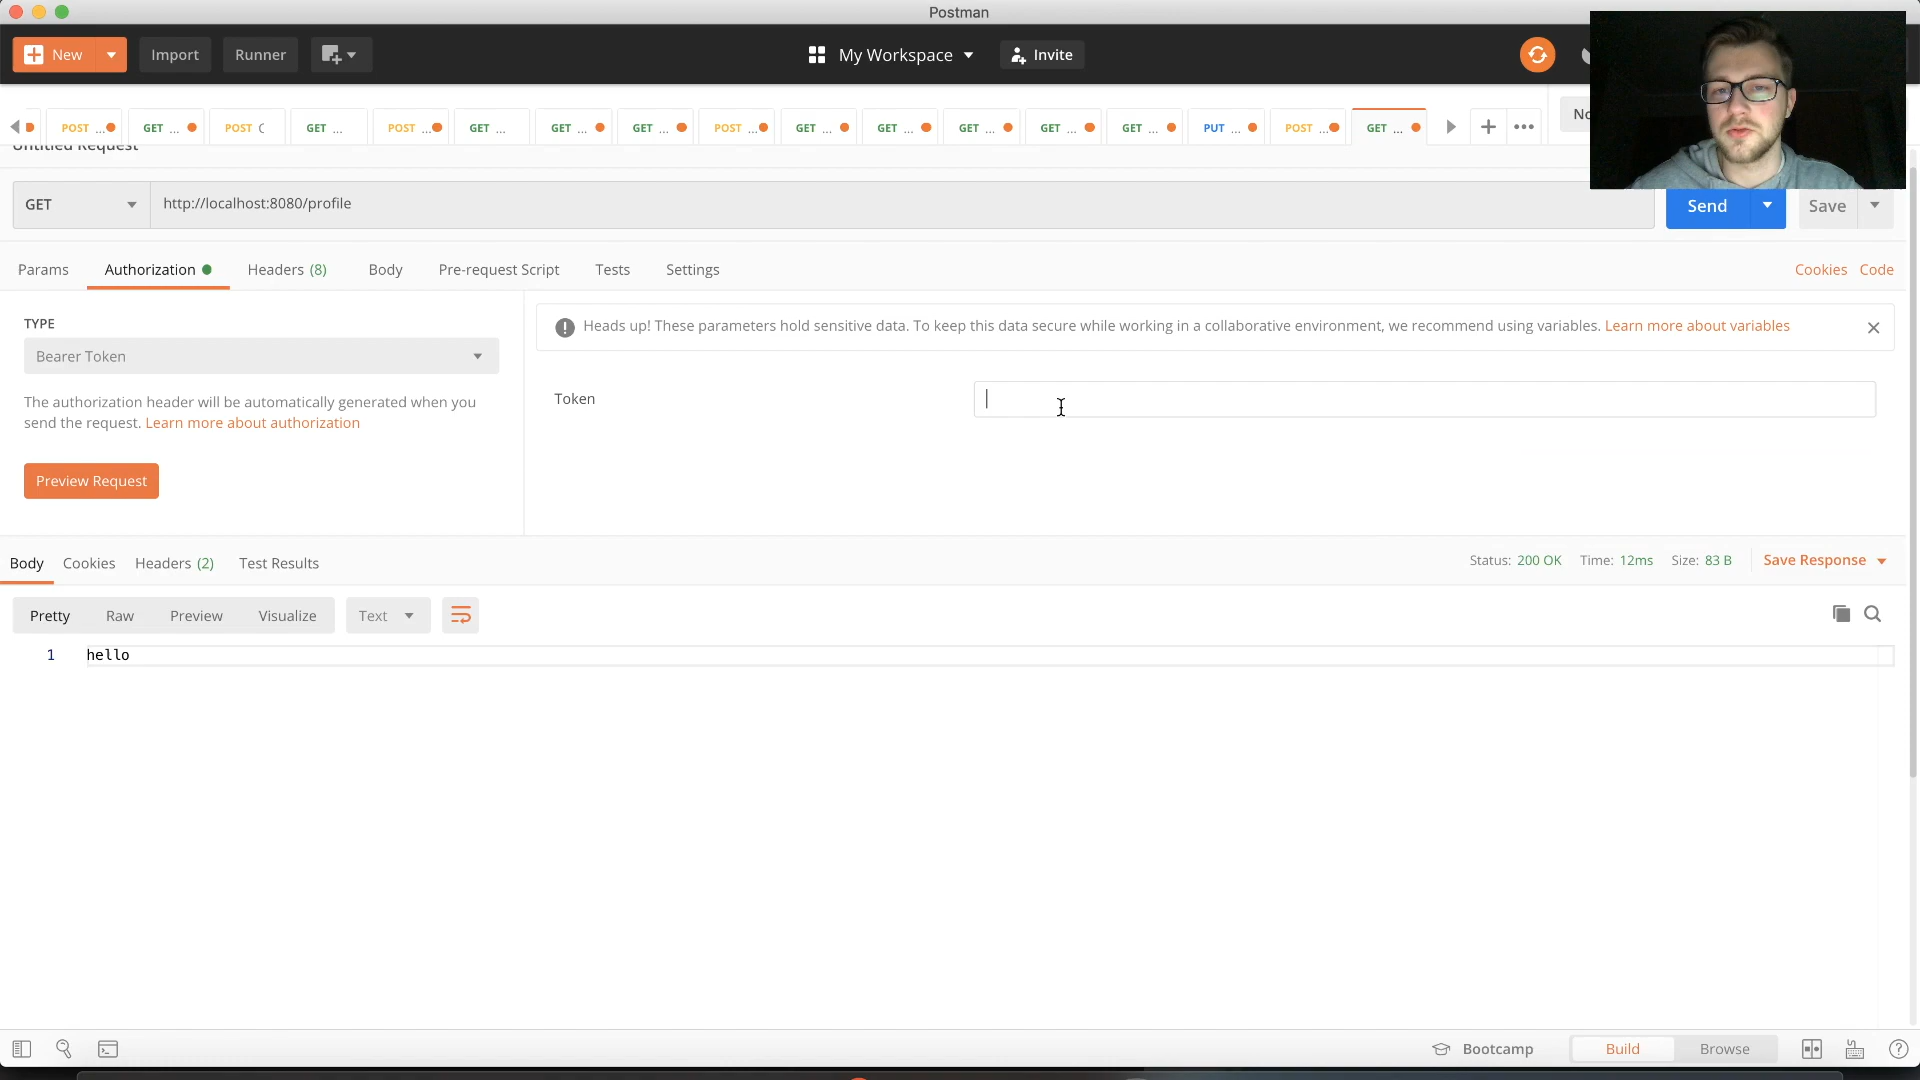 Postman
New
Import
Runner
My Workspace
Invite
POST ...
GET ...
POST
GET ...
POST ...
GET ...
GET ...
GET ...
POST ...
GET ...
GET ...
GET ...
GET ...
GET ...
PUT ...
POST ...
GET ...
Untitled Request
GET
http://localhost:8080/profile
Send
Save
Params
Authorization
Headers (8)
Body
Pre-request Script
Tests
Settings
Cookies
Code
TYPE
Bearer Token
The authorization header will be automatically generated when you
send the request. Learn more about authorization
Preview Request
Heads up! These parameters hold sensitive data. To keep this data secure while working in a collaborative environment, we recommend using variables. Learn more about variables
Token
Body
Cookies
Headers (2)
Test Results
Status: 200 OK
Time: 12ms
Size: 83 B
Save Response
Pretty
Raw
Preview
Visualize
Text
1
hello
Bootcamp
Build
Browse